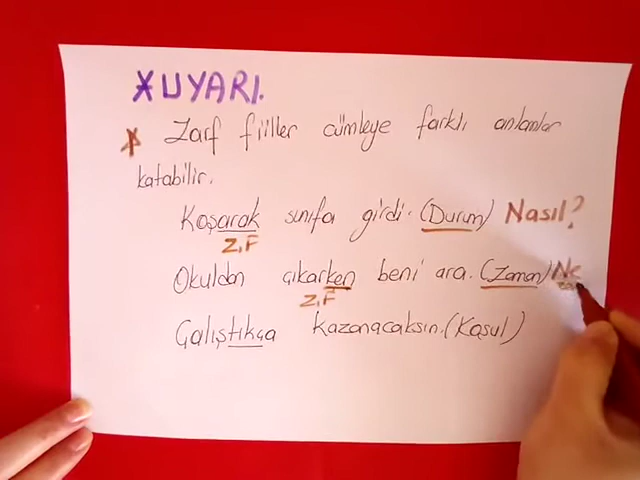 *UYARI.
* Zarf fiiller cümleye farklı anlamlar
katabilir.
Koşarak sınıfa girdi. (Durum) Nasıl?
Z.F
Okuldan çıkarken beni ara. (Zaman) Ne
Z.F
Çalıştıkça kazanacaksın. (Koşul)